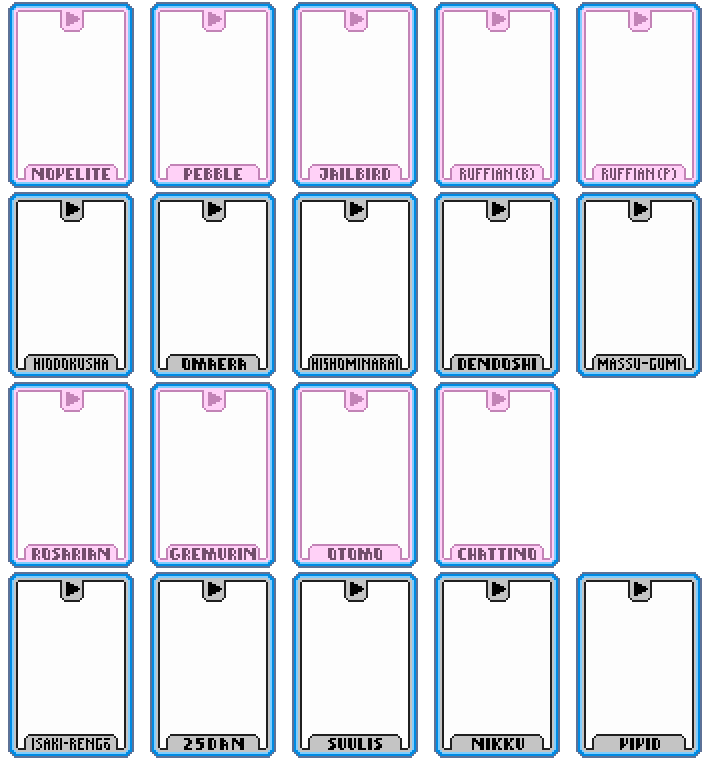 NOVELITE PEBBLE JAILBIRD RUFFIAN(B) RUFFIAN(P)
HIODOKUSHA OMAERA HISHOMINARAI DENDOSHI MASSU-GUMI
ROSARIAN GREMURIN OTOMO CHATTINO
ISAKI-RENGO 25DAN SUULIS NIKKU VIVID